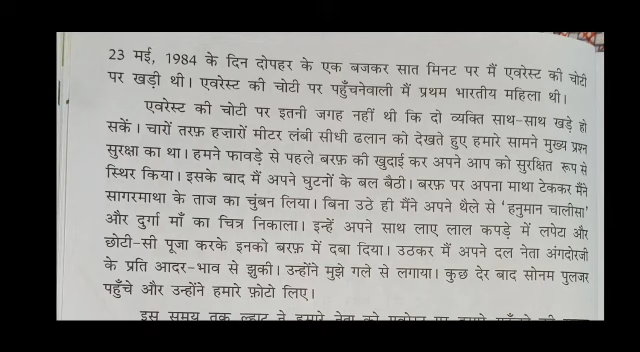 23 मई, 1984 के दिन दोपहर के एक बजकर सात मिनट पर मैं एवरेस्ट की चोटी
पर खड़ी थी। एवरेस्ट की चोटी पर पहुँचनेवाली मैं प्रथम भारतीय महिला थी।
एवरेस्ट की चोटी पर इतनी जगह नहीं थी कि दो व्यक्ति साथ-साथ खड़े हो
सकें। चारों तरफ़ हज़ारों मीटर लंबी सीधी ढलान को देखते हुए हमारे सामने मुख्य प्रश्न
सुरक्षा का था। हमने फावड़े से पहले बरफ़ की खुदाई कर अपने आप को सुरक्षित रूप से
स्थिर किया। इसके बाद मैं अपने घुटनों के बल बैठी। बरफ़ पर अपना माथा टेककर मैंने
सागरमाथा के ताज का चुंबन लिया। बिना उठे ही मैंने अपने थैले से ‘हनुमान चालीसा’
और दुर्गा माँ का चित्र निकाला। इन्हें अपने साथ लाए लाल कपड़े में लपेटा और
छोटी-सी पूजा करके इनको बरफ़ में दबा दिया। उठकर मैं अपने दल नेता अंगदोरजी
के प्रति आदर-भाव से झुकी। उन्होंने मुझे गले से लगाया। कुछ देर बाद सोनम पुलजर
पहुँचे और उन्होंने हमारे फ़ोटो लिए।
इस समय तक ल्हाटू ने हमारे नेता को एवरेस्ट पर हमारे